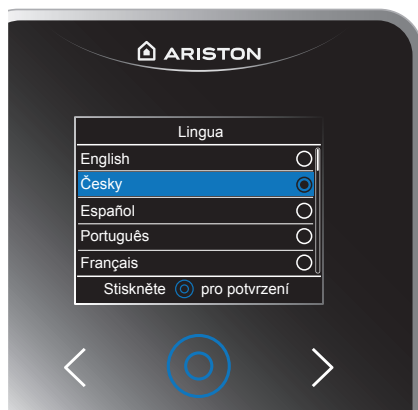 ARISTON
Lingua
English
Česky
Español
Português
Français
Stiskněte pro potvrzení